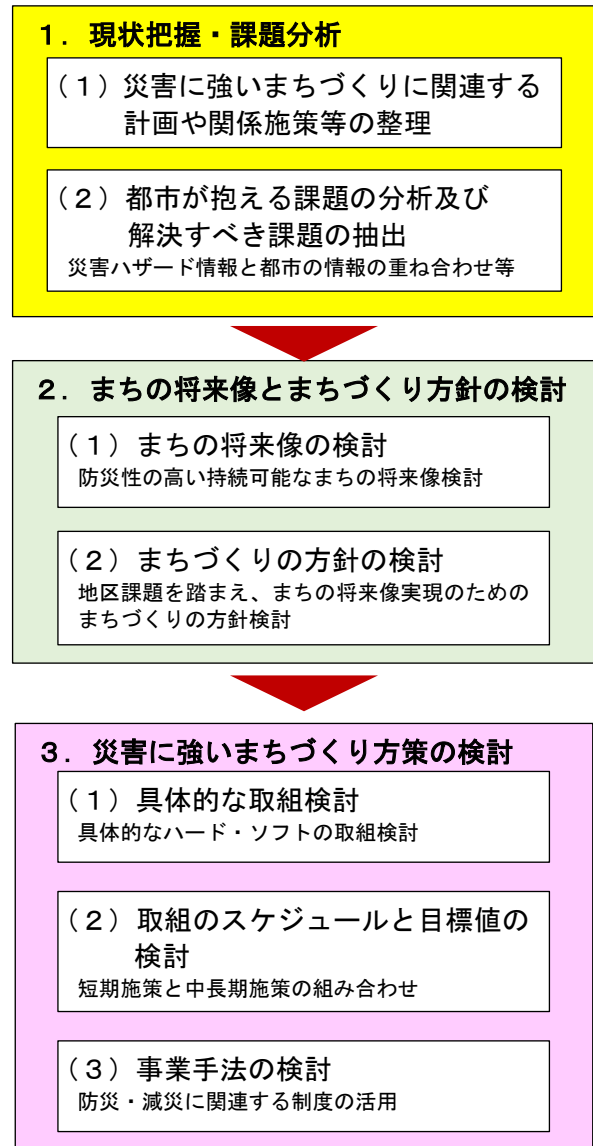 １．現状把握・課題分析
（１）災害に強いまちづくりに関連する
計画や関係施策等の整理
（２）都市が抱える課題の分析及び
解決すべき課題の抽出
災害ハザード情報と都市の情報の重ね合わせ等
２．まちの将来像とまちづくり方針の検討
（１）まちの将来像の検討
防災性の高い持続可能なまちの将来像検討
（２）まちづくりの方針の検討
地区課題を踏まえ、まちの将来像実現のための
まちづくりの方針検討
３．災害に強いまちづくり方策の検討
（１）具体的な取組検討
具体的なハード・ソフトの取組検討
（２）取組のスケジュールと目標値の
検討
短期施策と中長期施策の組み合わせ
（３）事業手法の検討
防災・減災に関連する制度の活用